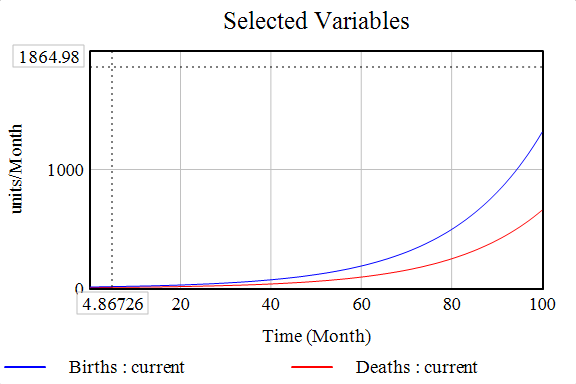 Selected Variables
1864.98
units/Month
1000
0
4.86726 20 40 60 80 100
Time (Month)
Births : current Deaths : current